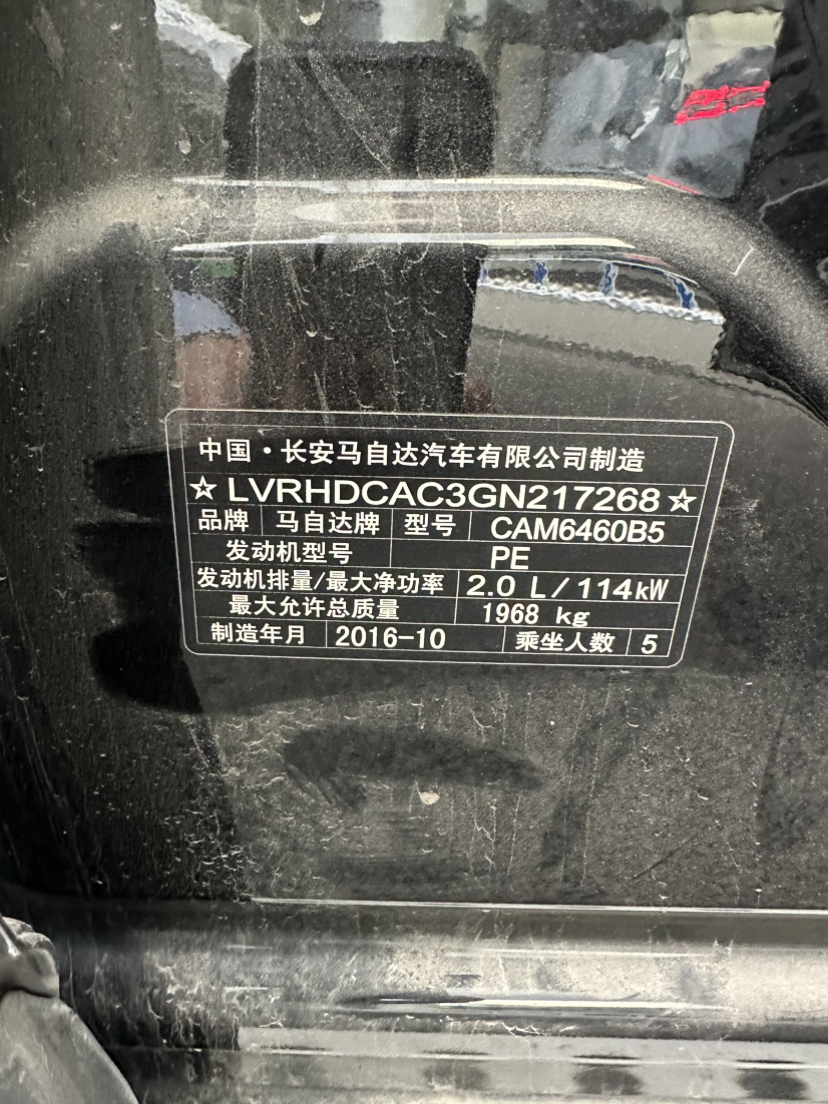 中国·长安马自达汽车有限公司制造
☆LVRHDCAC3GN217268☆
品牌 马自达牌 型号 CAM6460B5
发动机型号 PE
发动机排量/最大净功率 2.0 L/114kW
最大允许总质量 1968 kg
制造年月 2016-10 乘坐人数 5